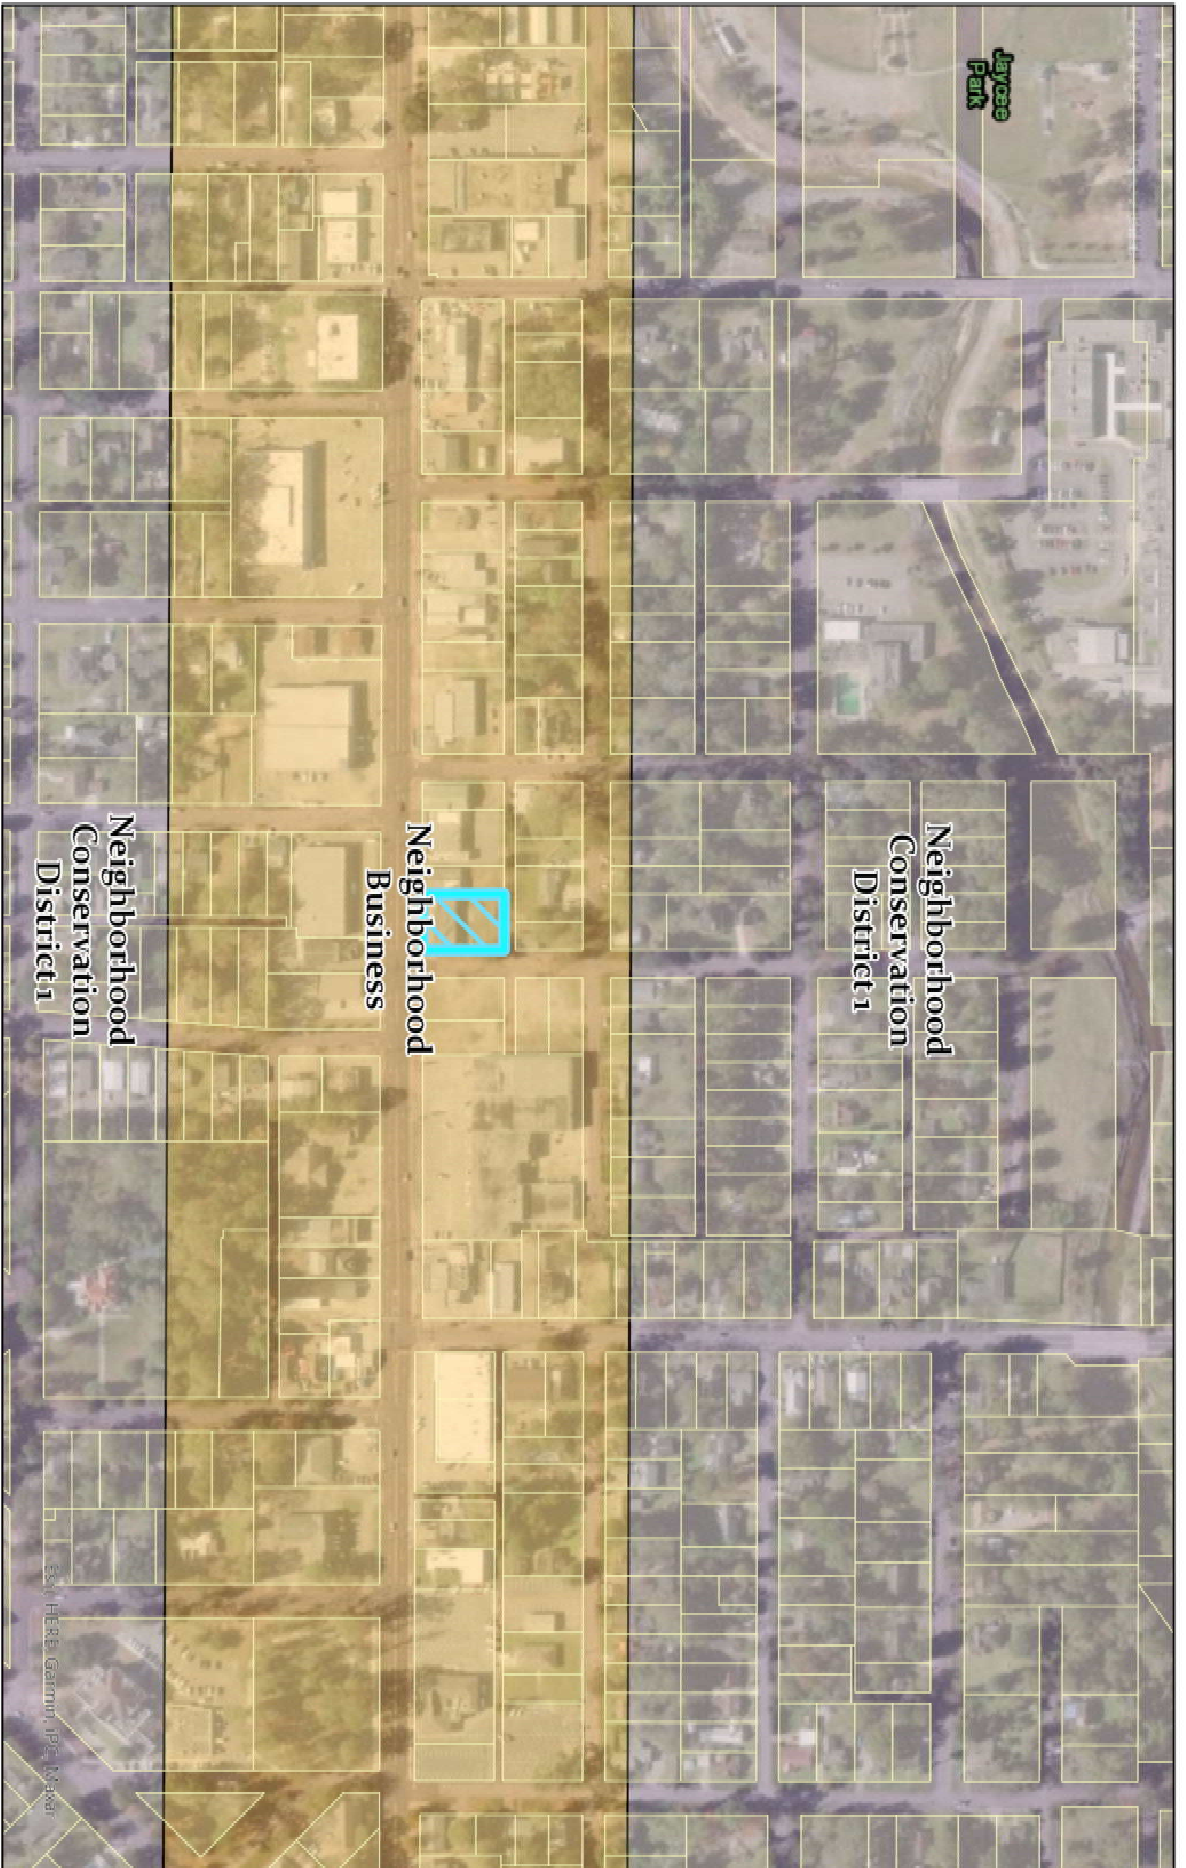 Jaycee
Park
Neighborhood
Conservation
District 1
Neighborhood
Business
Neighborhood
Conservation
District 1
Esri, HERE, Garmin, iPC, Maxar